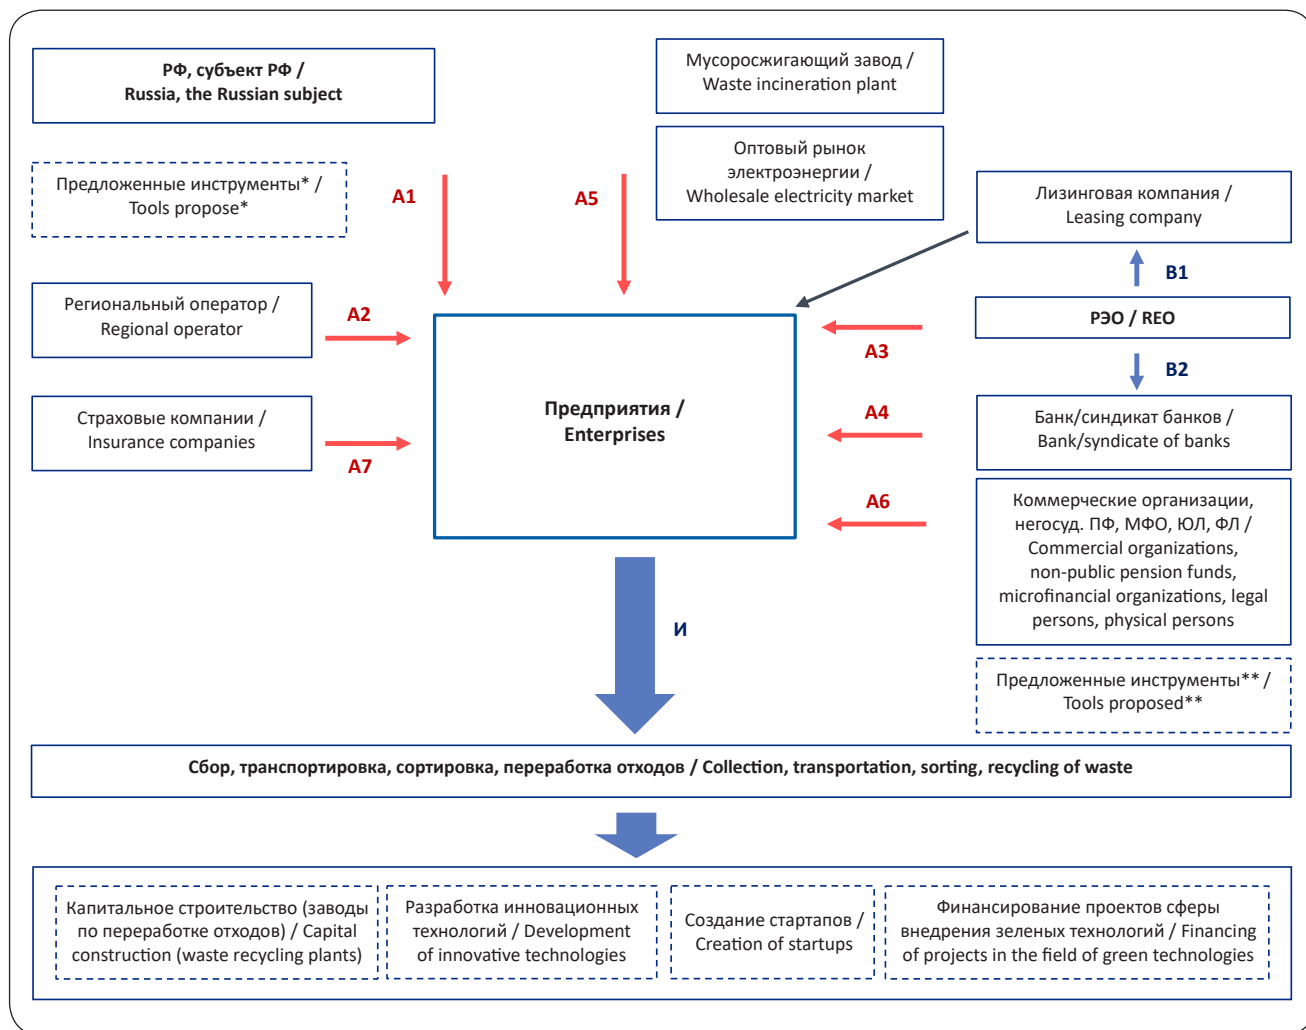 РФ, субъект РФ /
Russia, the Russian subject
Мусоросжигающий завод /
Waste incineration plant
Оптовый рынок
электроэнергии /
Wholesale electricity market
Предложенные инструменты* /
Tools propose*
A1
A5
Лизинговая компания /
Leasing company
B1
Региональный оператор /
Regional operator
A2
РЭО / REO
A3
B2
Страховые компании /
Insurance companies
A7
Предприятия /
Enterprises
A4
Банк/синдикат банков /
Bank/syndicate of banks
A6
Коммерческие организации,
негосуд. ПФ, МФО, ЮЛ, ФЛ /
Commercial organizations,
non-public pension funds,
microfinancial organizations, legal
persons, physical persons
И
Предложенные инструменты** /
Tools proposed**
Сбор, транспортировка, сортировка, переработка отходов / Collection, transportation, sorting, recycling of waste
Капитальное строительство (заводы
по переработке отходов) / Capital
construction (waste recycling plants)
Разработка инновационных
технологий / Development
of innovative technologies
Создание стартапов /
Creation of startups
Финансирование проектов сферы
внедрения зеленых технологий / Financing
of projects in the field of green technologies